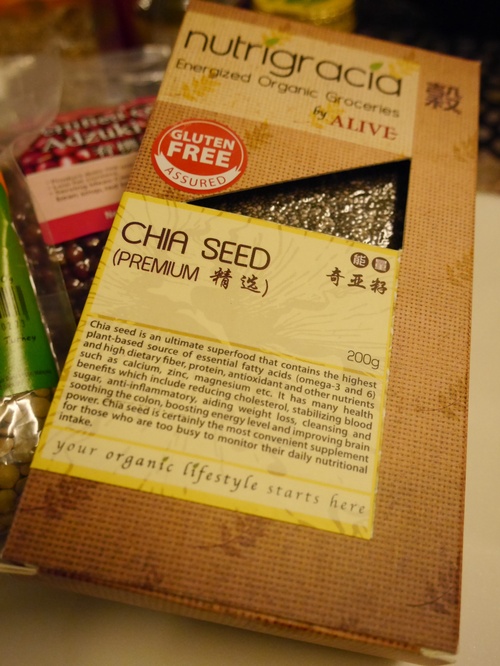 nutrigracia
Energized Organic Groceries
by ALIVE
GLUTEN
FREE
ASSURED
CHIA SEED
(PREMIUM 精选)
能量
奇亚籽
200g
Chia seed is an ultimate superfood that contains the highest
plant-based source of essential fatty acids (omega-3 and 6)
and high dietary fiber, protein, antioxidant and other nutrients
such as calcium, zinc, magnesium etc. It has many health
benefits which include reducing cholesterol, stabilizing blood
sugar, anti-inflammatory, aiding weight loss, cleansing and
soothing the colon, boosting energy level and improving brain
power. Chia seed is certainly the most convenient supplement
for those who are too busy to monitor their daily nutritional
intake.
your organic lifestyle starts here
Adzuki
Turkey